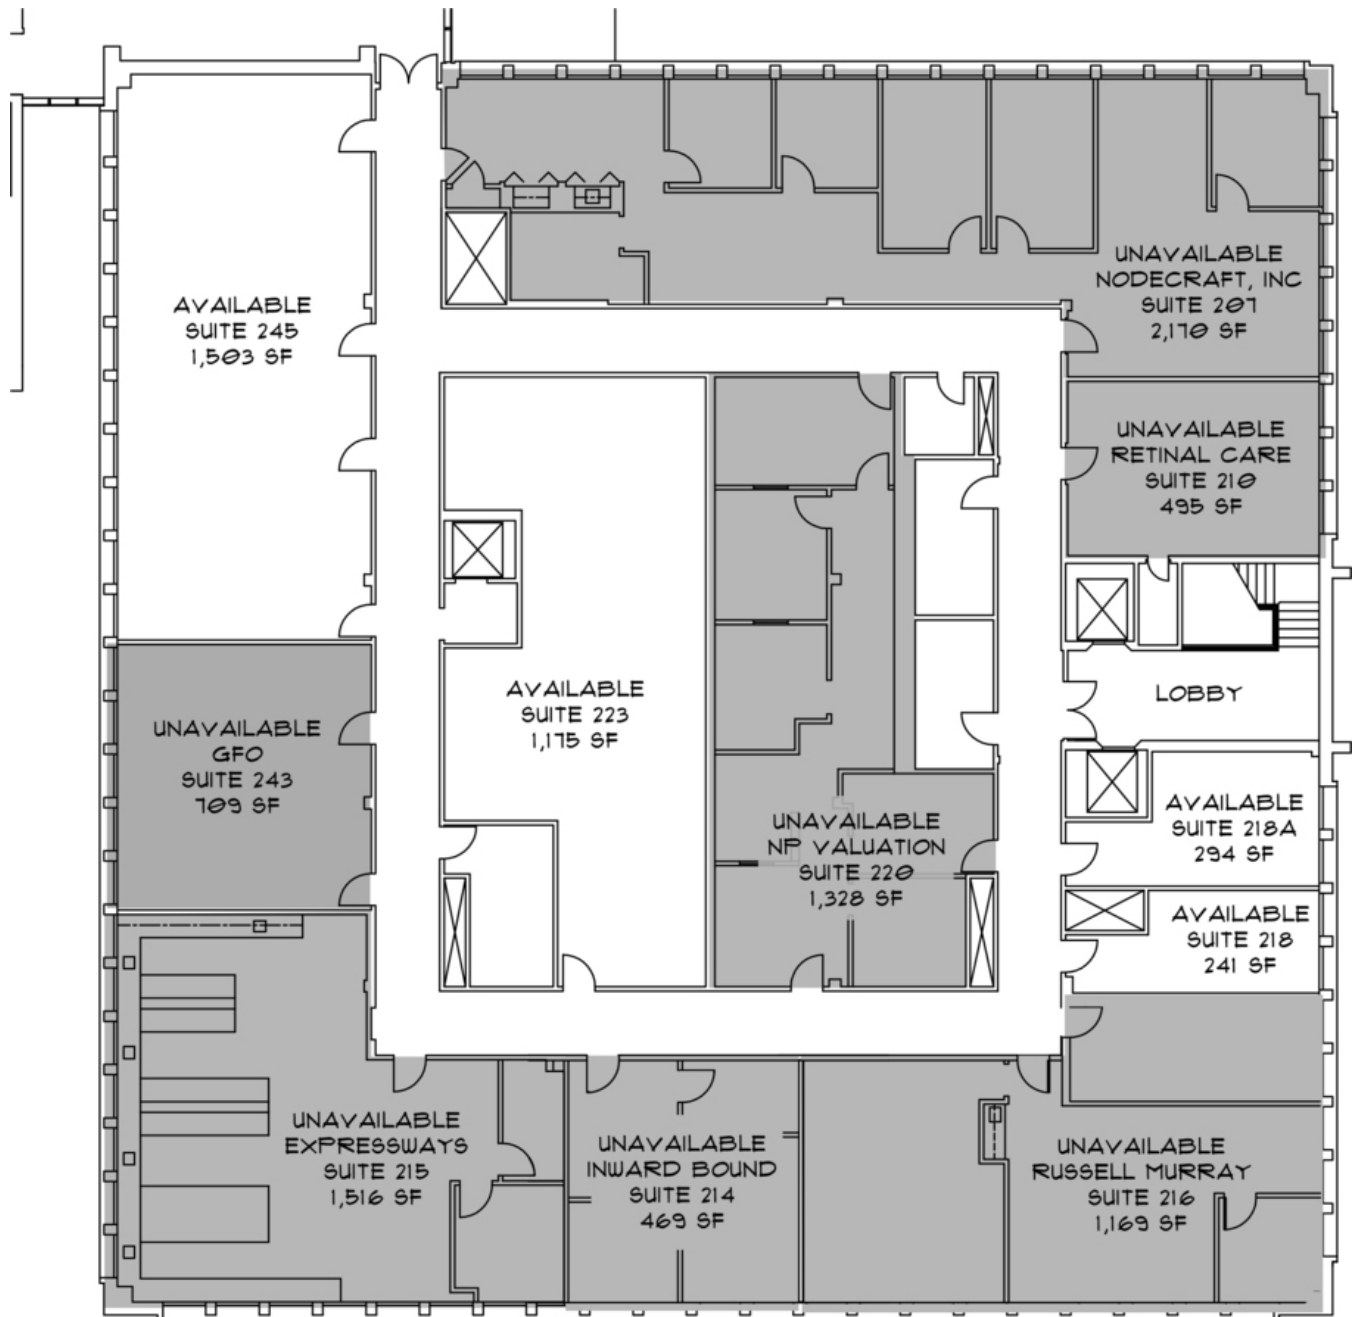 UNAVAILABLE
NODECRAFT, INC
SUITE 207
2,170 SF
AVAILABLE
SUITE 245
1,503 SF
UNAVAILABLE
RETINAL CARE
SUITE 210
495 SF
AVAILABLE
SUITE 223
1,175 SF
LOBBY
UNAVAILABLE
GFO
SUITE 243
709 SF
AVAILABLE
SUITE 218A
294 SF
UNAVAILABLE
NP VALUATION
SUITE 220
1,328 SF
AVAILABLE
SUITE 218
241 SF
UNAVAILABLE
EXPRESSWAYS
SUITE 215
1,516 SF
UNAVAILABLE
INWARD BOUND
SUITE 214
469 SF
UNAVAILABLE
RUSSELL MURRAY
SUITE 216
1,169 SF